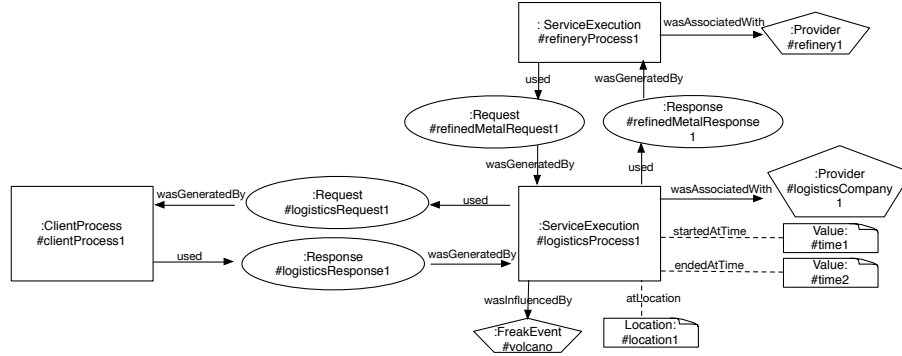 : ServiceExecution
#refineryProcess1
wasAssociatedWith
:Provider
#refinery1
used
wasGeneratedBy
:Request
#refinedMetalRequest1
:Response
#refinedMetalResponse
1
wasGeneratedBy
used
:ClientProcess
#clientProcess1
wasGeneratedBy
:Request
#logisticsRequest1
used
:ServiceExecution
#logisticsProcess1
wasAssociatedWith
:Provider
#logisticsCompany
1
used
:Response
#logisticsResponse1
wasGeneratedBy
startedAtTime
Value:
#time1
endedAtTime
Value:
#time2
wasInfluencedBy
atLocation
:FreakEvent
#volcano
Location:
#location1